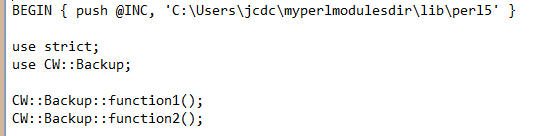 BEGIN { push @INC, 'C:\Users\jcdc\myperlmodulesdir\lib\perl5' }
use strict;
use CW::Backup;
CW::Backup::function1();
CW::Backup::function2();